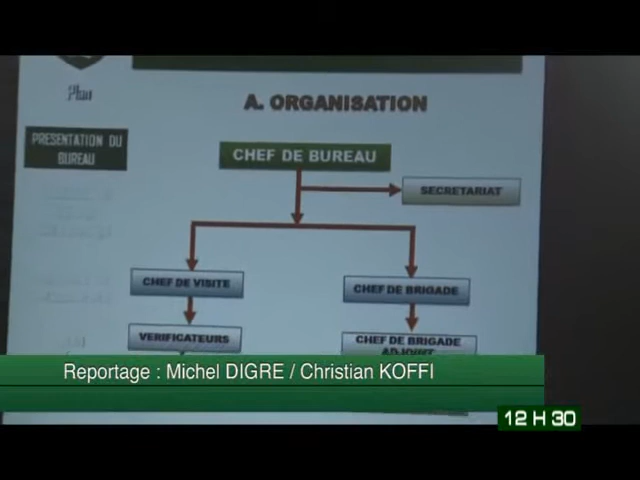 Plan
A. ORGANISATION
PRESENTATION DU
BUREAU
CHEF DE BUREAU
SECRETARIAT
CHEF DE VISITE
CHEF DE BRIGADE
VERIFICATEURS
CHEF DE BRIGADE
ADJOINT
Reportage : Michel DIGRE / Christian KOFFI
12 H 30